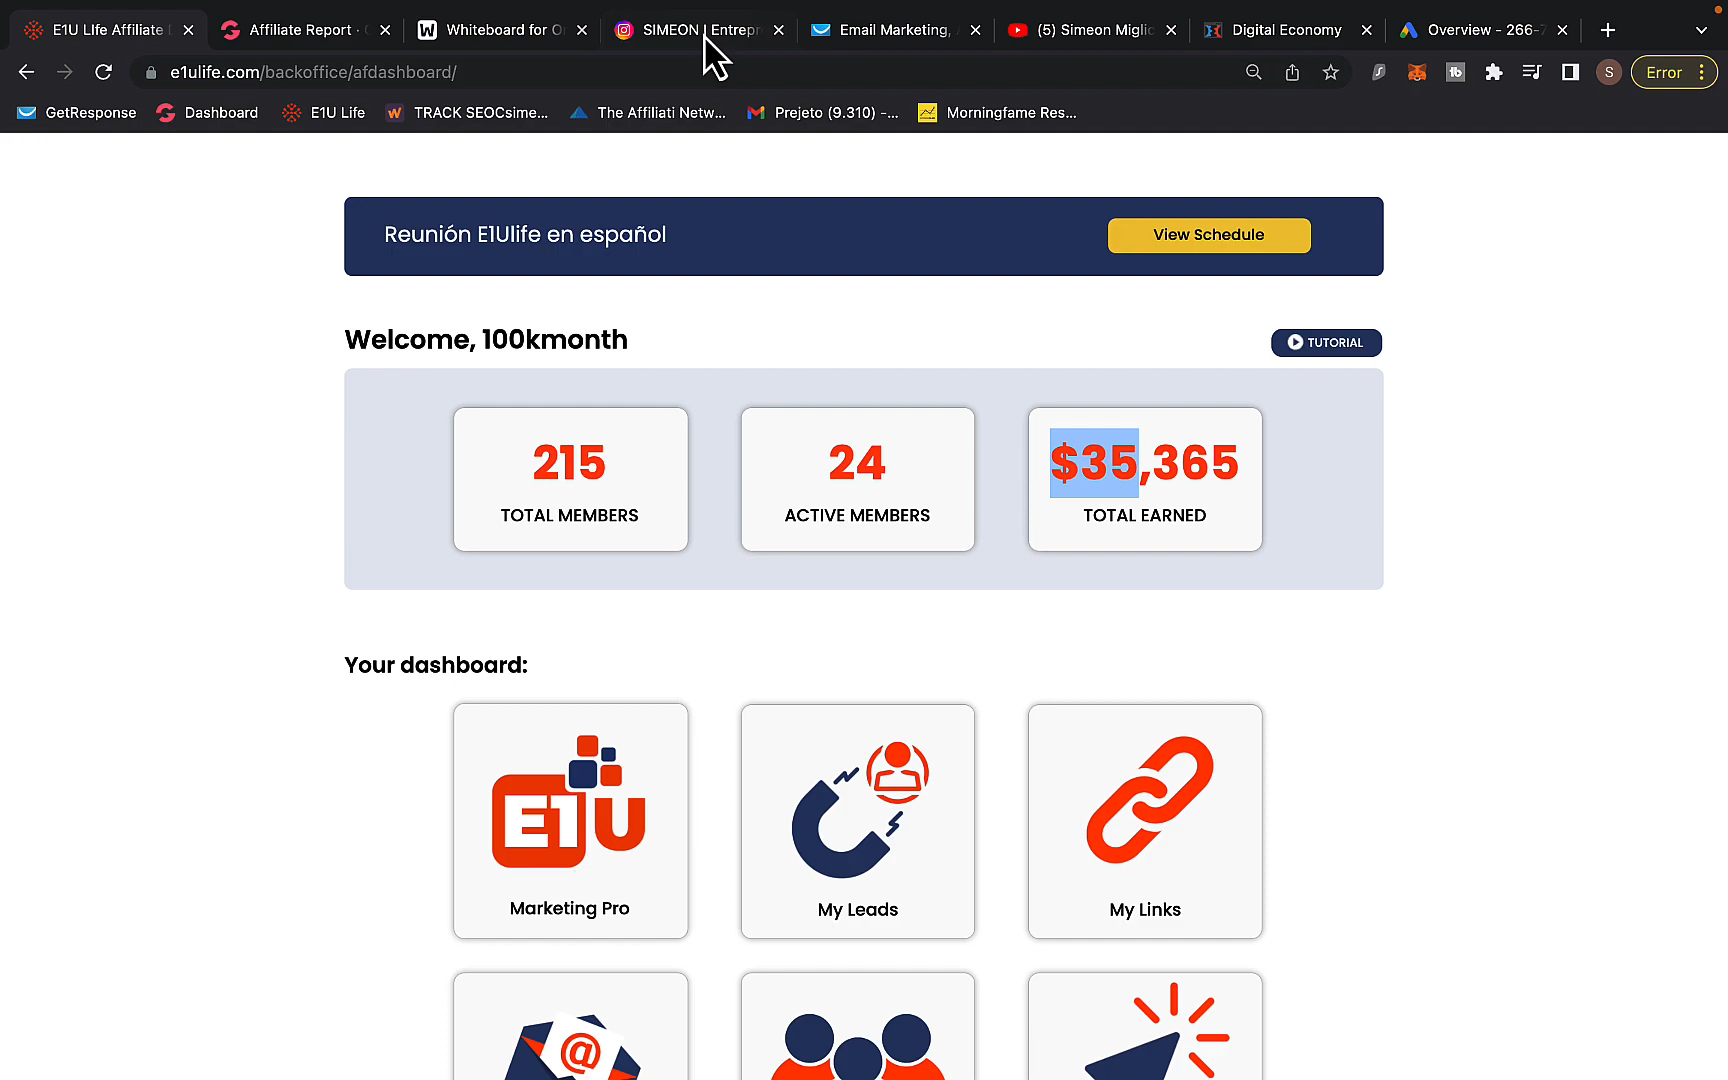 E1U LIfe Affiliate
Affiliate Report ·
Whiteboard for O
SIMEON | Entrepr
Email Marketing,
(5) Simeon Miglic
Digital Economy
Overview - 266-
e1ulife.com/backoffice/afdashboard/
S
Error
GetResponse
Dashboard
E1U Life
TRACK SEOCsime...
The Affiliati Netw...
Prejeto (9.310) -...
Morningfame Res...
Reunión E1Ulife en español
View Schedule
Welcome, 100kmonth
TUTORIAL
215
TOTAL MEMBERS
24
ACTIVE MEMBERS
$35,365
TOTAL EARNED
Your dashboard:
E1U
Marketing Pro
My Leads
My Links
@